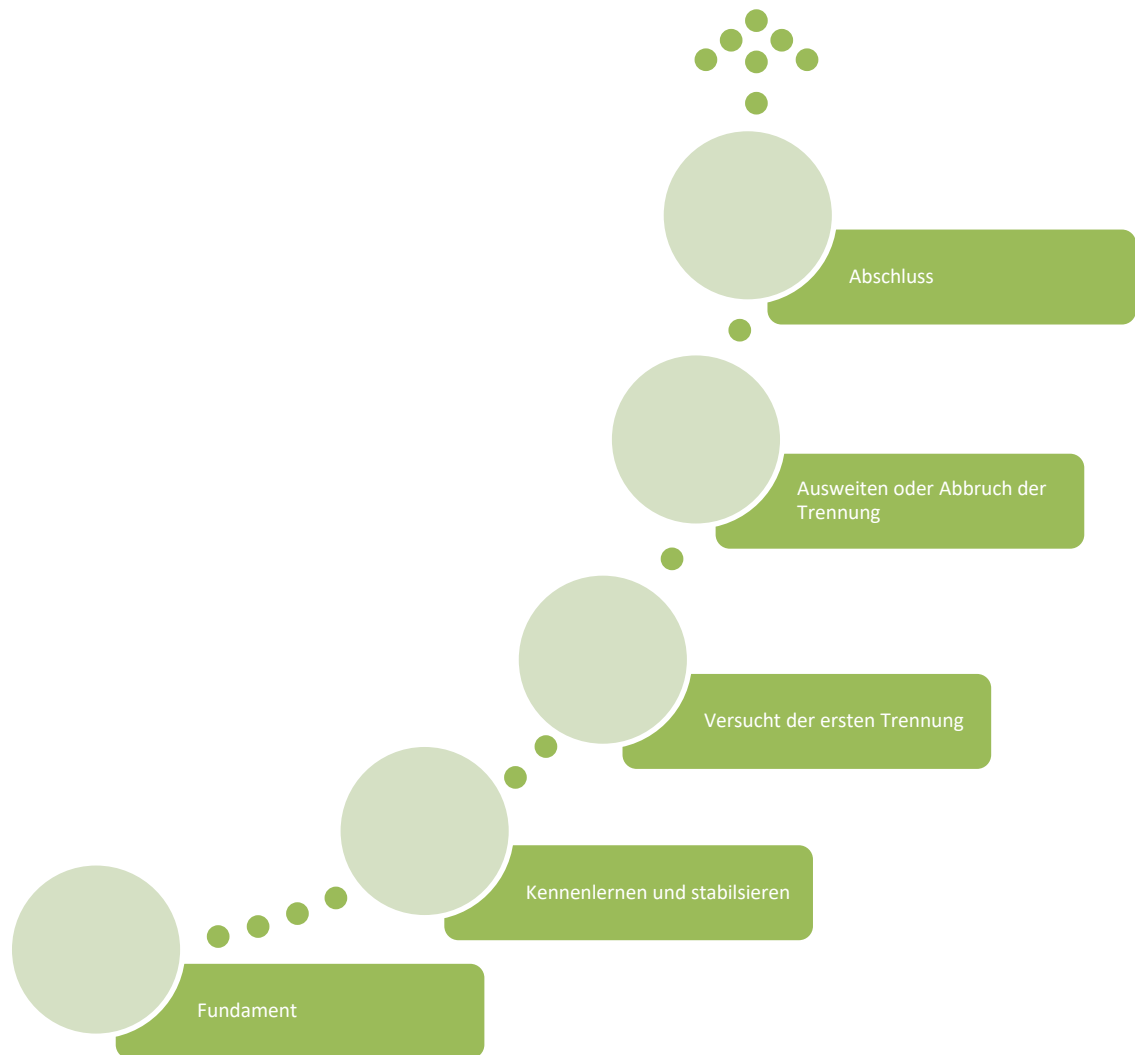 Abschluss
Ausweiten oder Abbruch der
Trennung
Versucht der ersten Trennung
Kennenlernen und stabilsieren
Fundament